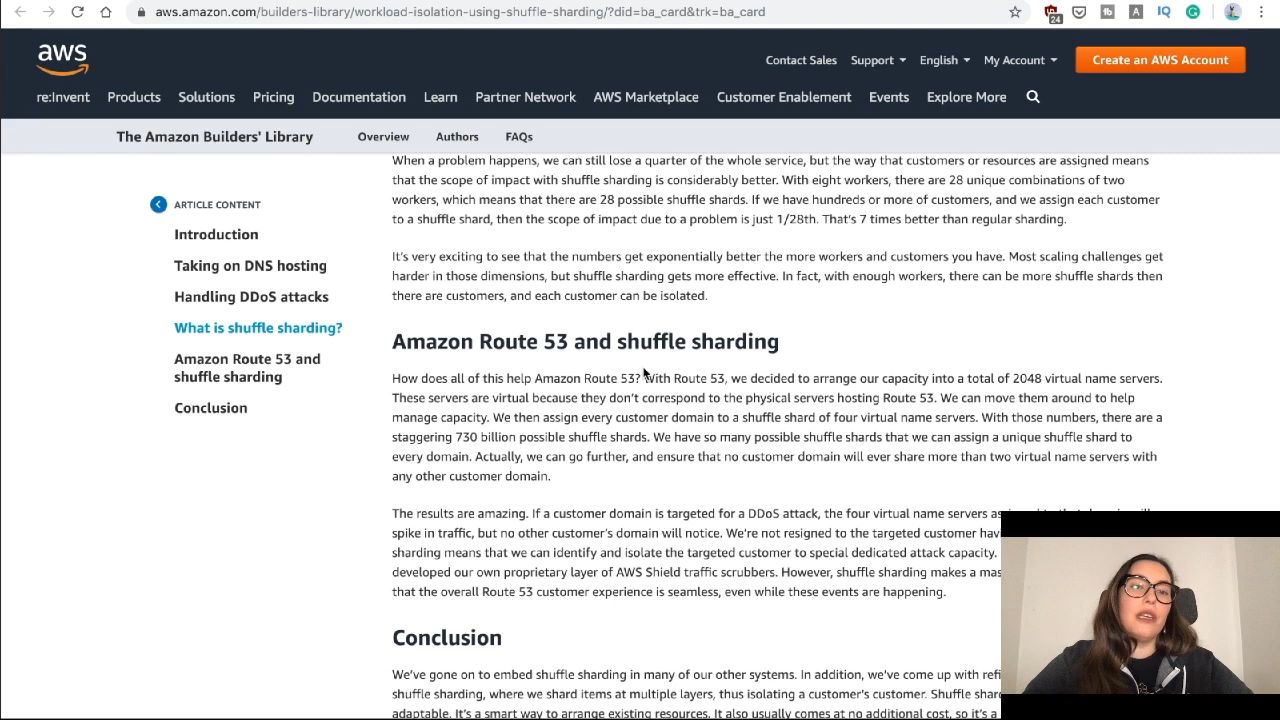 aws.amazon.com/builders-library/workload-isolation-using-shuffle-sharding/?did=ba_card&trk=ba_card
24
A
IQ
G
aws
Contact Sales Support English My Account Create an AWS Account
re:Invent Products Solutions Pricing Documentation Learn Partner Network AWS Marketplace Customer Enablement Events Explore More
The Amazon Builders' Library Overview Authors FAQs
ARTICLE CONTENT
Introduction
Taking on DNS hosting
Handling DDoS attacks
What is shuffle sharding?
Amazon Route 53 and
shuffle sharding
Conclusion
When a problem happens, we can still lose a quarter of the whole service, but the way that customers or resources are assigned means
that the scope of impact with shuffle sharding is considerably better. With eight workers, there are 28 unique combinations of two
workers, which means that there are 28 possible shuffle shards. If we have hundreds or more of customers, and we assign each customer
to a shuffle shard, then the scope of impact due to a problem is just 1/28th. That's 7 times better than regular sharding.
It's very exciting to see that the numbers get exponentially better the more workers and customers you have. Most scaling challenges get
harder in those dimensions, but shuffle sharding gets more effective. In fact, with enough workers, there can be more shuffle shards then
there are customers, and each customer can be isolated.
Amazon Route 53 and shuffle sharding
How does all of this help Amazon Route 53? With Route 53, we decided to arrange our capacity into a total of 2048 virtual name servers.
These servers are virtual because they don't correspond to the physical servers hosting Route 53. We can move them around to help
manage capacity. We then assign every customer domain to a shuffle shard of four virtual name servers. With those numbers, there are a
staggering 730 billion possible shuffle shards. We have so many possible shuffle shards that we can assign a unique shuffle shard to
every domain. Actually, we can go further, and ensure that no customer domain will ever share more than two virtual name servers with
any other customer domain.
The results are amazing. If a customer domain is targeted for a DDoS attack, the four virtual name servers
spike in traffic, but no other customer's domain will notice. We're not resigned to the targeted customer
sharding means that we can identify and isolate the targeted customer to special dedicated attack capacity.
developed our own proprietary layer of AWS Shield traffic scrubbers. However, shuffle sharding makes a
that the overall Route 53 customer experience is seamless, even while these events are happening.
Conclusion
We've gone on to embed shuffle sharding in many of our other systems. In addition, we've come up with
shuffle sharding, where we shard items at multiple layers, thus isolating a customer's customer. Shuffle
adaptable. It's a smart way to arrange existing resources. It also usually comes at no additional cost, so it's a